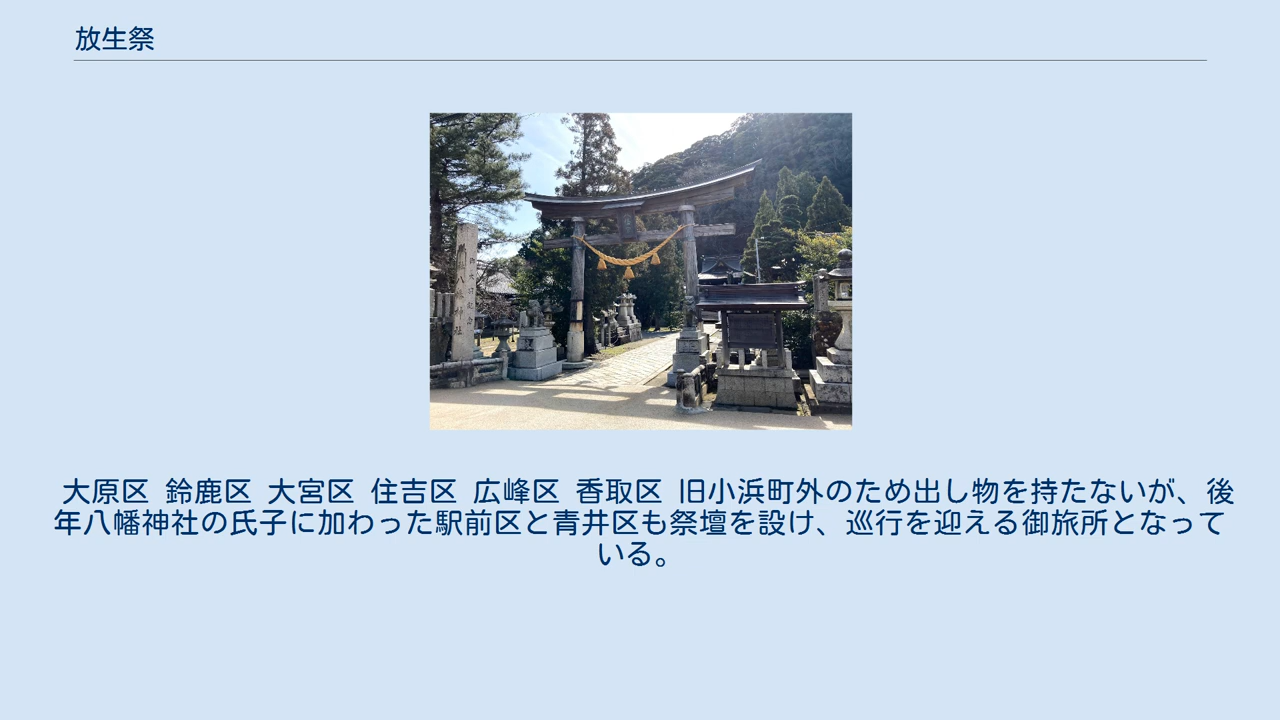 放生祭
大原区 鈴鹿区 大宮区 住吉区 広峰区 香取区 旧小浜町外のため出し物を持たないが、後
年八幡神社の氏子に加わった駅前区と青井区も祭壇を設け、巡行を迎える御旅所となって
いる。